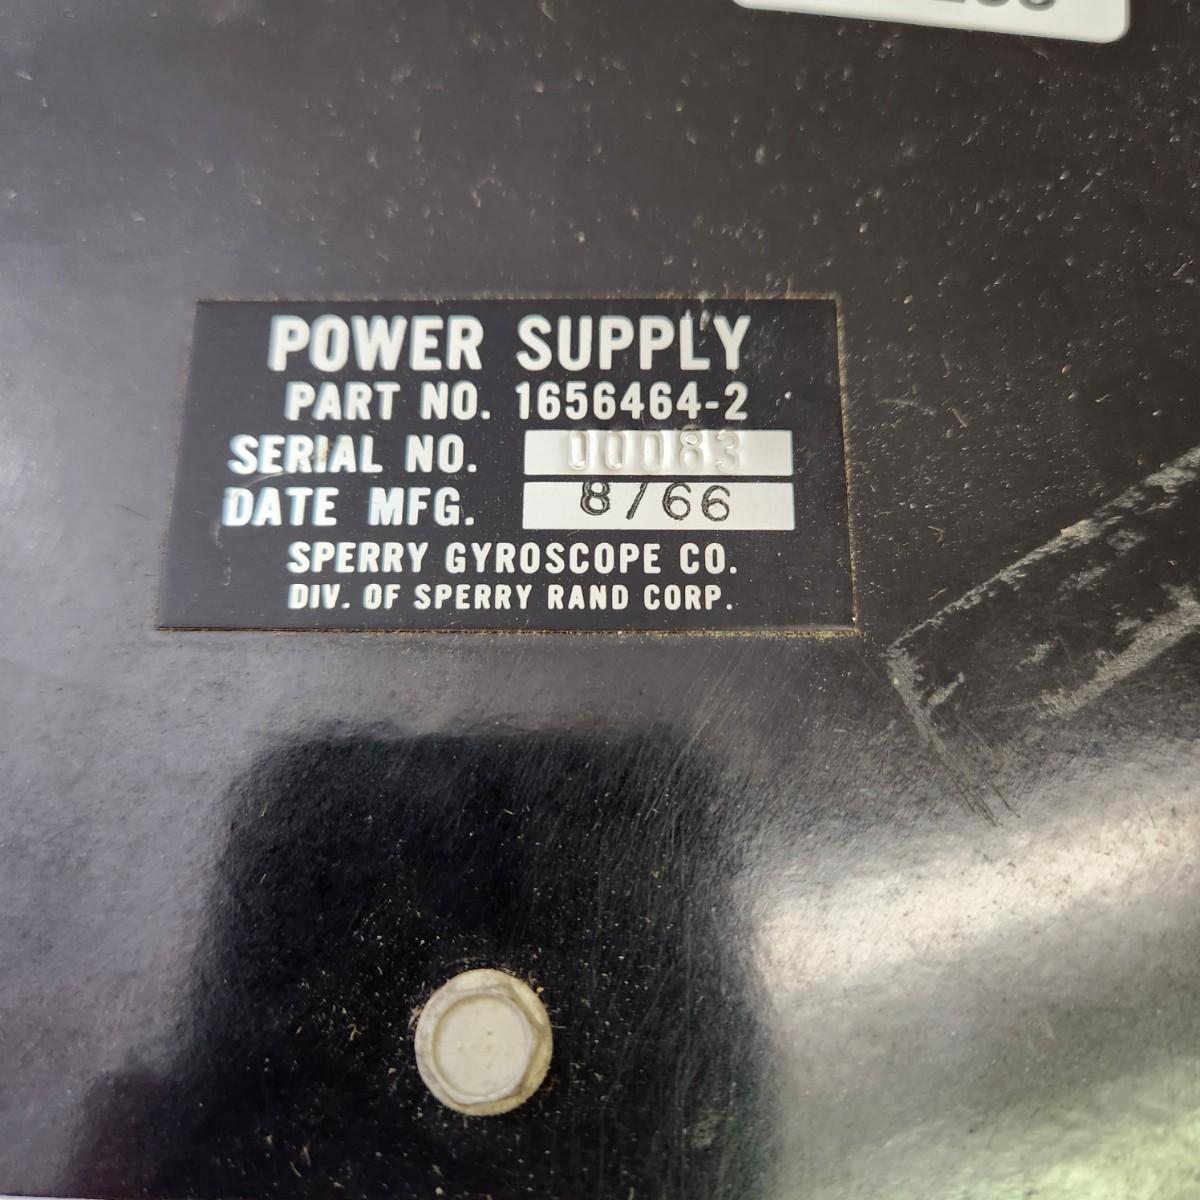 POWER SUPPLY
PART NO. 1656464-2
SERIAL NO. 00083
DATE MFG. 8/66
SPERRY GYROSCOPE CO.
DIV. OF SPERRY RAND CORP.